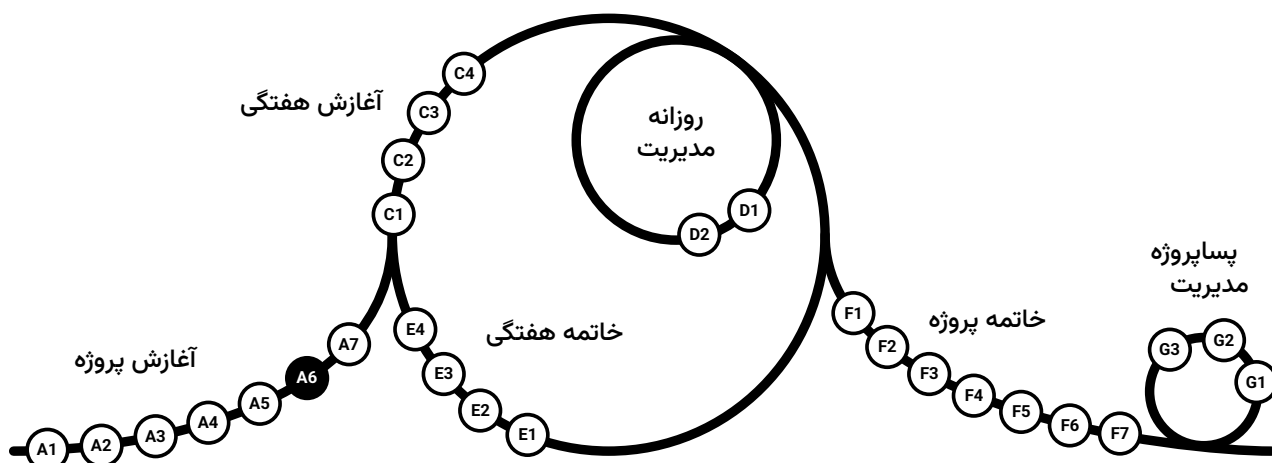 آغازش پروژه
A1
A2
A3
A4
A5
A6
A7
آغازش هفتگی
C1
C2
C3
C4
روزانه
مدیریت
D1
D2
خاتمه هفتگی
E1
E2
E3
E4
خاتمه پروژه
F1
F2
F3
F4
F5
F6
F7
پساپروژه
مدیریت
G1
G2
G3